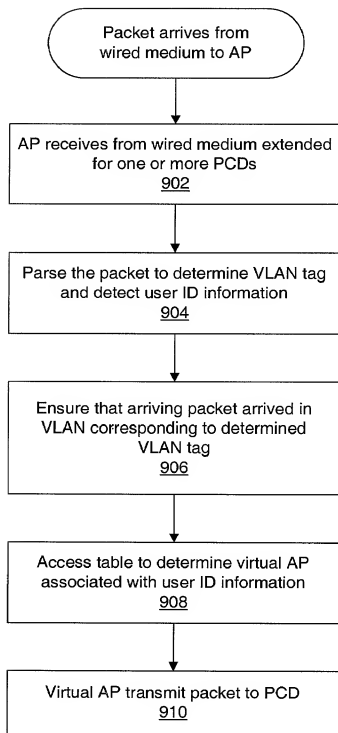 Packet arrives from
wired medium to AP
AP receives from wired medium extended
for one or more PCDs
902
Parse the packet to determine VLAN tag
and detect user ID information
904
Ensure that arriving packet arrived in
VLAN corresponding to determined
VLAN tag
906
Access table to determine virtual AP
associated with user ID information
908
Virtual AP transmit packet to PCD
910